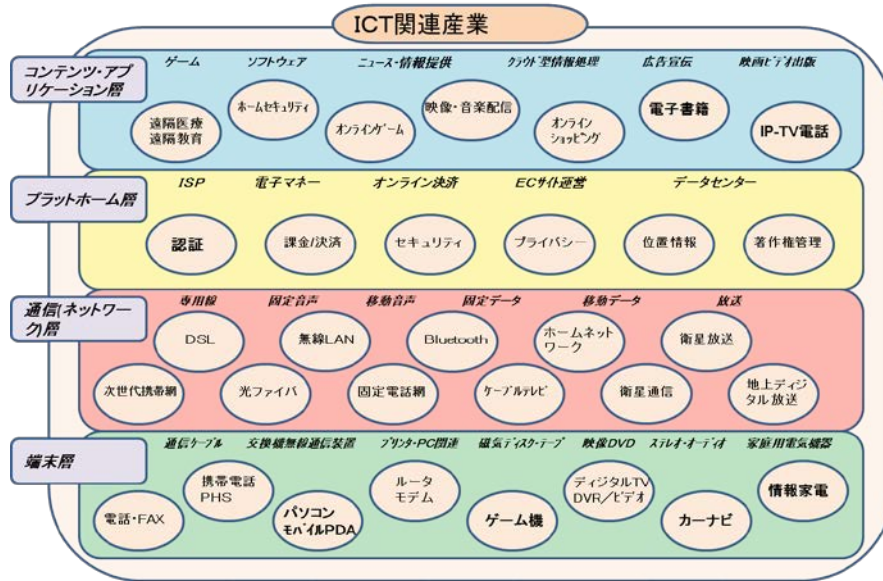 ICT関連産業
コンテンツ・アプ
リケーション層
ゲーム
ソフトウェア
ニュース・情報提供
クラウド型情報処理
広告宣伝
映画ビデオ出版
遠隔医療
遠隔教育
ホームセキュリティ
オンラインゲーム
映像・音楽配信
オンライン
ショッピング
電子書籍
IP-TV電話
プラットホーム層
ISP
電子マネー
オンライン決済
ECサイト運営
データセンター
認証
課金/決済
セキュリティ
プライバシー
位置情報
著作権管理
通信(ネットワー
ク)層
専用線
固定音声
移動音声
固定データ
移動データ
放送
DSL
無線LAN
Bluetooth
ホームネット
ワーク
衛星放送
次世代携帯網
光ファイバ
固定電話網
ケーブルテレビ
衛星通信
地上ディジ
タル放送
端末層
通信ケーブル
交換機無線通信装置
プリンタ・PC関連
磁気ディスク・テープ
映像DVD
ステレオ・オーディオ
家庭用電気機器
電話・FAX
携帯電話
PHS
パソコン
モバイルPDA
ルータ
モデム
ゲーム機
ディジタルTV
DVR/ビデオ
カーナビ
情報家電